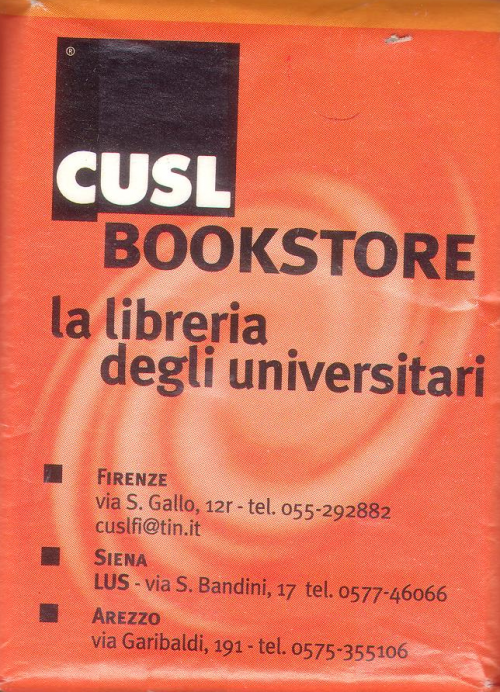 ®
CUSL
BOOKSTORE
la libreria
degli universitari
FIRENZE
via S. Gallo, 12r - tel. 055-292882
cuslfi@tin.it
SIENA
LUS - via S. Bandini, 17 tel. 0577-46066
AREZZO
via Garibaldi, 191 - tel. 0575-355106